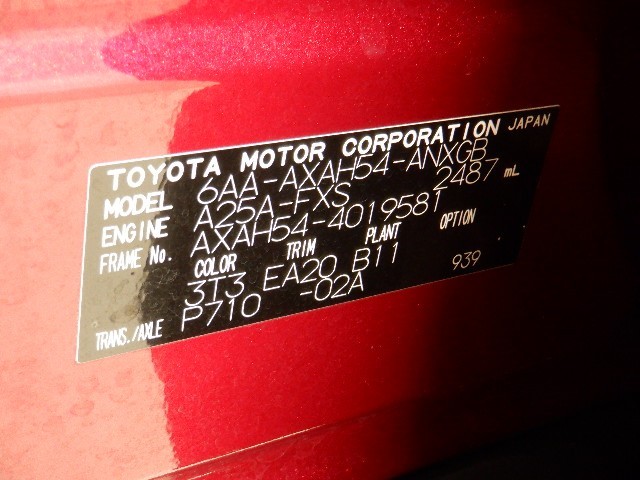 TOYOTA MOTOR CORPORATION JAPAN
MODEL 6AA-AXAH54-ANXGB
ENGINE A25A-FXS 2487 mL
FRAME No. AXAH54-4019581
COLOR TRIM PLANT OPTION
3T3 EA20 B11 939
TRANS./AXLE P710 -02A